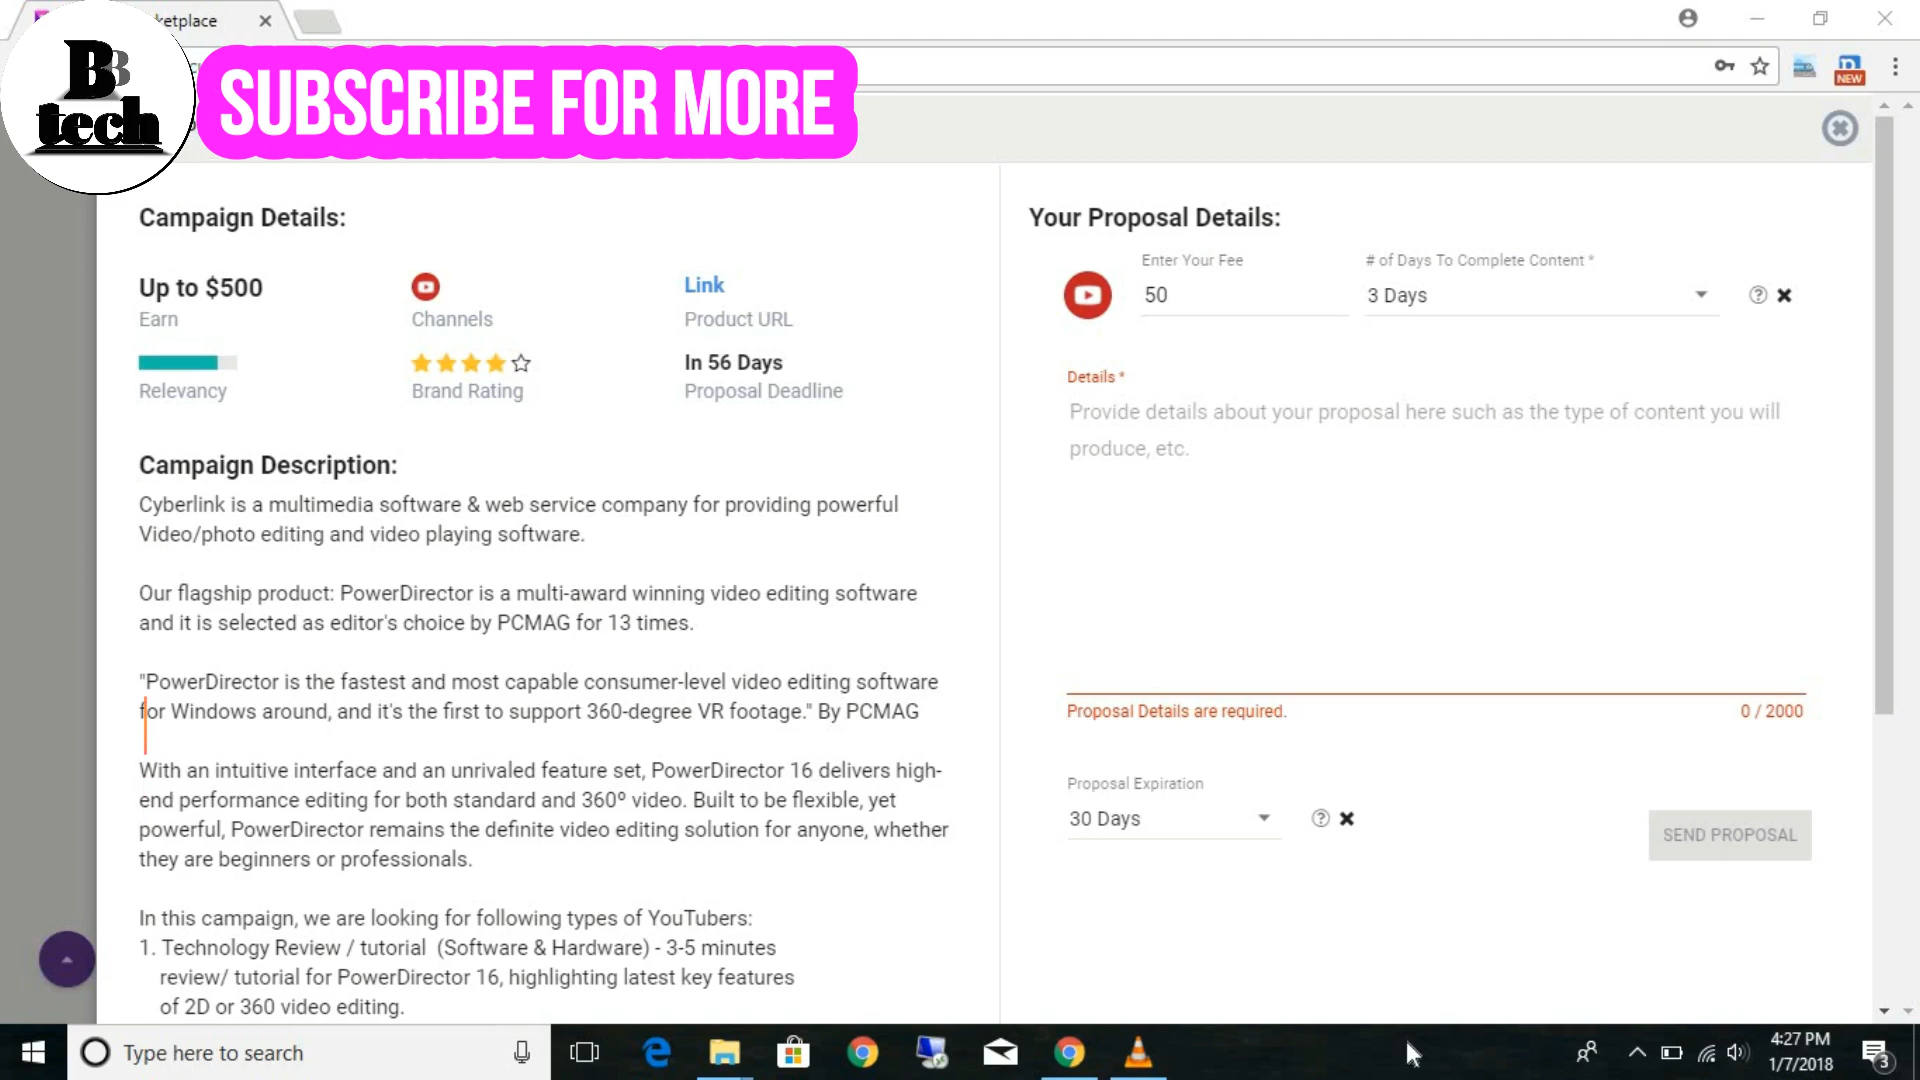 ketplace
B B
tech
SUBSCRIBE FOR MORE
NEW
Campaign Details:
Up to $500
Earn
Channels
Link
Product URL
Relevancy
Brand Rating
In 56 Days
Proposal Deadline
Campaign Description:
Cyberlink is a multimedia software & web service company for providing powerful
Video/photo editing and video playing software.
Our flagship product: PowerDirector is a multi-award winning video editing software
and it is selected as editor's choice by PCMAG for 13 times.
"PowerDirector is the fastest and most capable consumer-level video editing software
for Windows around, and it's the first to support 360-degree VR footage." By PCMAG
With an intuitive interface and an unrivaled feature set, PowerDirector 16 delivers high-
end performance editing for both standard and 360º video. Built to be flexible, yet
powerful, PowerDirector remains the definite video editing solution for anyone, whether
they are beginners or professionals.
In this campaign, we are looking for following types of YouTubers:
1. Technology Review / tutorial (Software & Hardware) - 3-5 minutes
review/ tutorial for PowerDirector 16, highlighting latest key features
of 2D or 360 video editing.
Your Proposal Details:
Enter Your Fee
50
# of Days To Complete Content *
3 Days
Details *
Provide details about your proposal here such as the type of content you will
produce, etc.
Proposal Details are required.
0 / 2000
Proposal Expiration
30 Days
SEND PROPOSAL
Type here to search
4:27 PM
1/7/2018
3